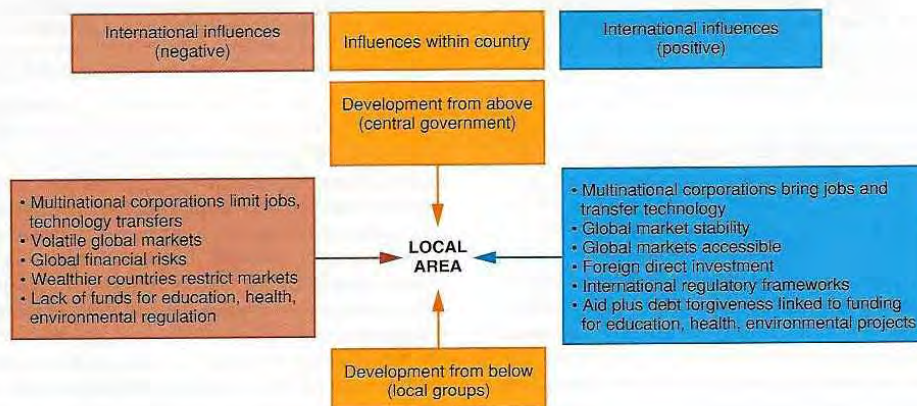 International influences
(negative)
Influences within country
International influences
(positive)
Development from above
(central government)
• Multinational corporations limit jobs,
technology transfers
• Volatile global markets
• Global financial risks
• Wealthier countries restrict markets
• Lack of funds for education, health,
environmental regulation
LOCAL
AREA
• Multinational corporations bring jobs and
transfer technology
• Global market stability
• Global markets accessible
• Foreign direct investment
• International regulatory frameworks
• Aid plus debt forgiveness linked to funding
for education, health, environmental projects
Development from below
(local groups)